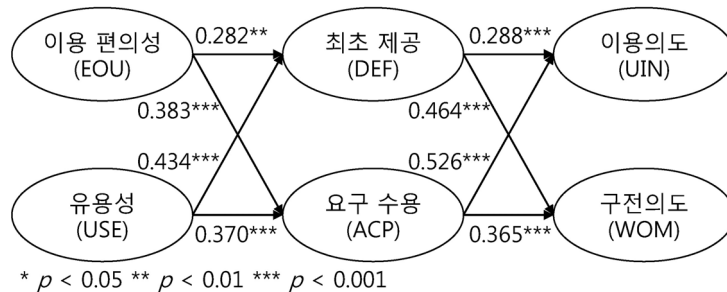 이용 편의성
(EOU)
0.282**
최초 제공
(DEF)
0.288***
이용의도
(UIN)
0.383***
0.464***
0.434***
0.526***
유용성
(USE)
0.370***
요구 수용
(ACP)
0.365***
구전의도
(WOM)
* p < 0.05 ** p < 0.01 *** p < 0.001